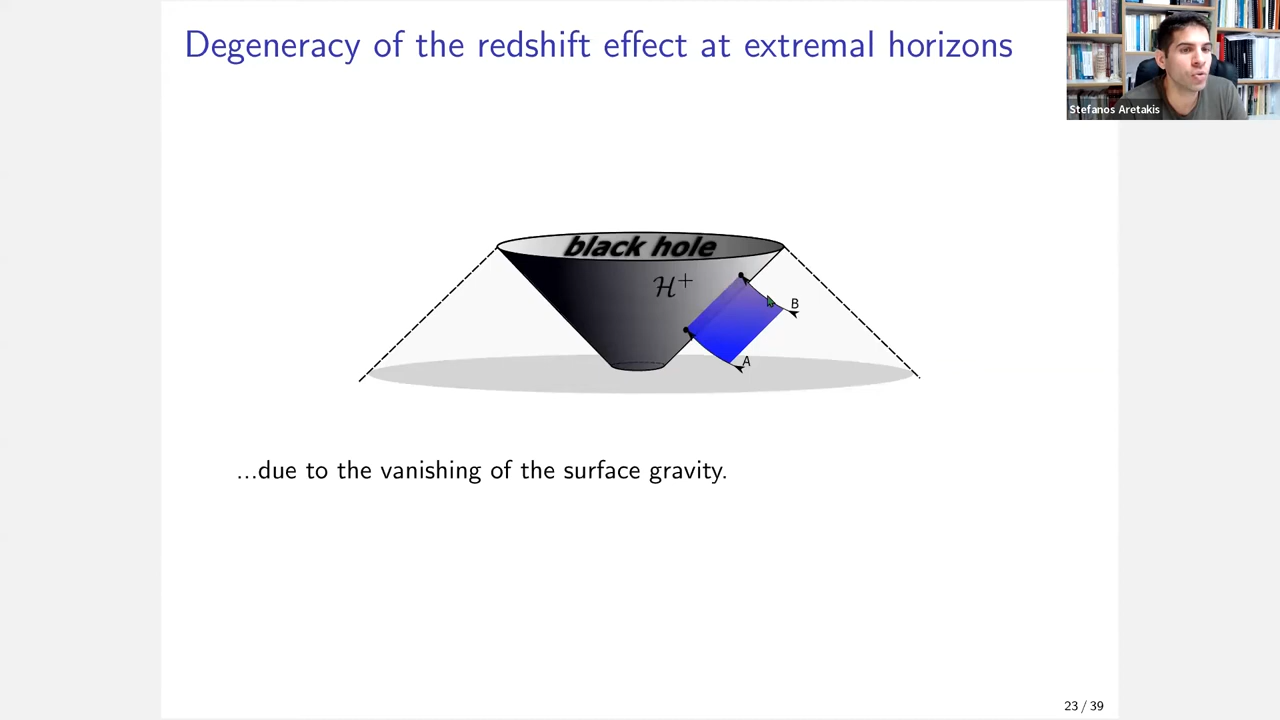 Degeneracy of the redshift effect at extremal horizons
Stefanos Aretakis
black hole
H+
B
A
...due to the vanishing of the surface gravity.
23 / 39